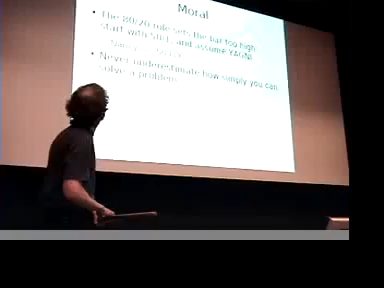 Moral
• The 80/20 rule sets the bar too high
start with 5%, and assume YAGNI
• Never underestimate how simply you can
solve a problem